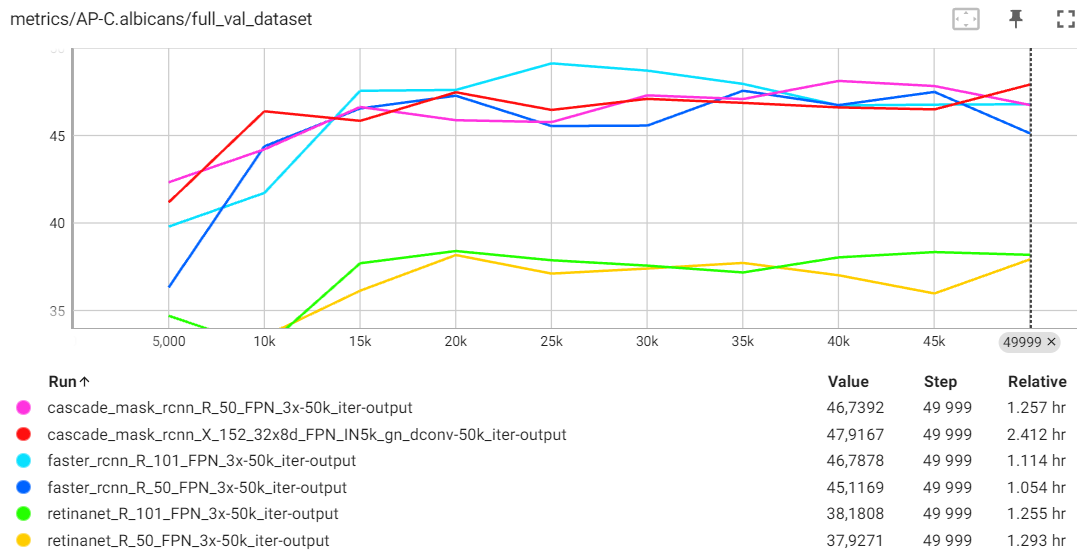 metrics/AP-C.albicans/full_val_dataset
45
40
35
5,000 10k 15k 20k 25k 30k 35k 40k 45k 49999 ×
Run↑ Value Step Relative
cascade_mask_rcnn_R_50_FPN_3x-50k_iter-output 46,7392 49 999 1.257 hr
cascade_mask_rcnn_X_152_32x8d_FPN_IN5k_gn_dconv-50k_iter-output 47,9167 49 999 2.412 hr
faster_rcnn_R_101_FPN_3x-50k_iter-output 46,7878 49 999 1.114 hr
faster_rcnn_R_50_FPN_3x-50k_iter-output 45,1169 49 999 1.054 hr
retinanet_R_101_FPN_3x-50k_iter-output 38,1808 49 999 1.255 hr
retinanet_R_50_FPN_3x-50k_iter-output 37,9271 49 999 1.293 hr